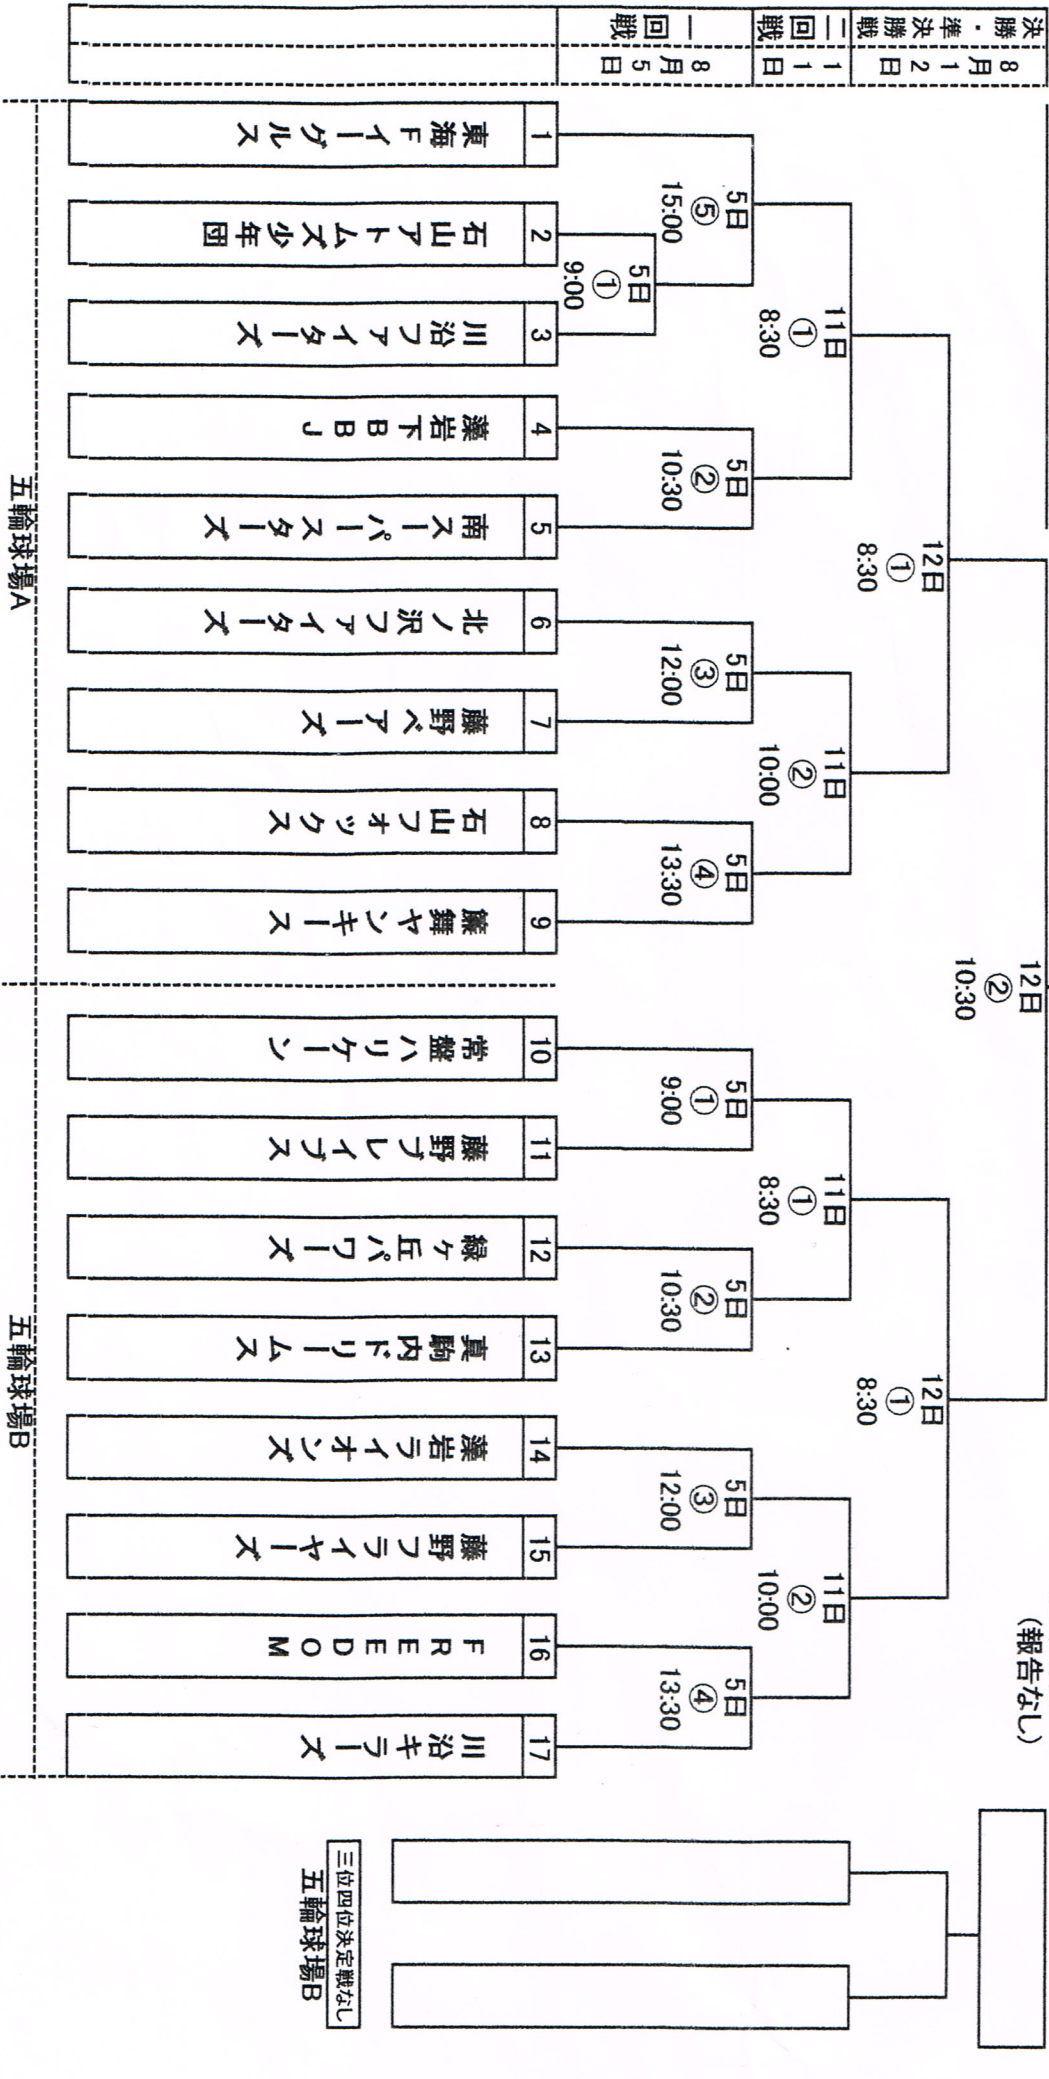 決勝・準決勝戦
8月12日
二回戦
11日
一回戦
8月5日
12日
②
10:30
12日
①
8:30
12日
①
8:30
11日
①
8:30
11日
②
10:00
11日
①
8:30
11日
②
10:00
5日
⑤
15:00
5日
①
9:00
5日
②
10:30
5日
③
12:00
5日
④
13:30
5日
①
9:00
5日
②
10:30
5日
③
12:00
5日
④
13:30
1
東海Fイーグルス
2
石山アトムズ少年団
3
川沿ファイターズ
4
藻岩下BBJ
5
南スーパースターズ
6
北ノ沢ファイターズ
7
藤野ベアーズ
8
石山フォックス
9
簾舞ヤンキース
10
常盤ハリケーン
11
藤野ブレイブス
12
緑ヶ丘パワーズ
13
真駒内ドリームス
14
藻岩ライオンズ
15
藤野フライヤーズ
16
FREEDOM
17
川沿キラーズ
五輪球場A
五輪球場B
(報告なし)
三位四位決定戦なし
五輪球場B